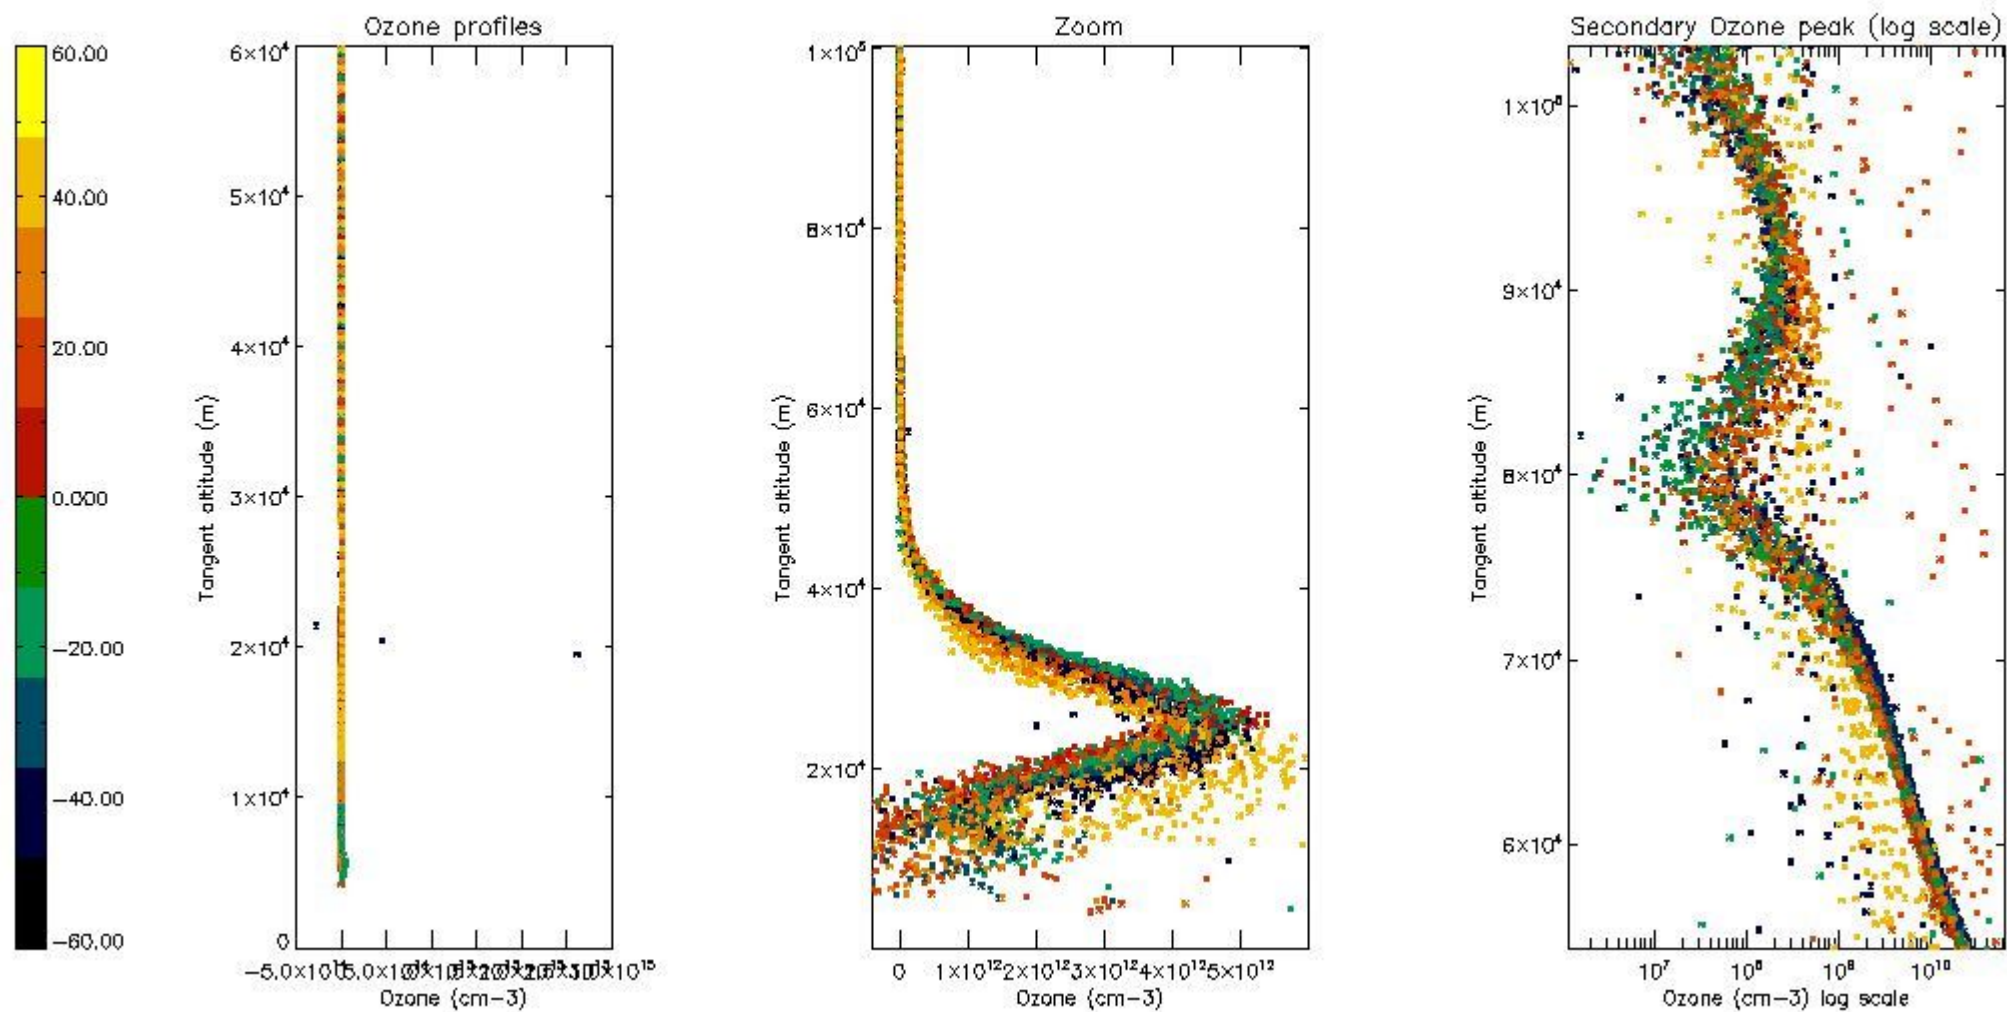 Ozone profiles
Zoom
Secondary Ozone peak (log scale)
60.00
40.00
20.00
0.000
−20.00
−40.00
−60.00
6×10⁴
5×10⁴
4×10⁴
3×10⁴
2×10⁴
1×10⁴
0
Tangent altitude (m)
Ozone (cm−3)
1×10⁵
8×10⁴
6×10⁴
4×10⁴
2×10⁴
Tangent altitude (m)
0 1×10¹² 2×10¹² 3×10¹² 4×10¹² 5×10¹²
Ozone (cm−3)
9×10⁴
8×10⁴
7×10⁴
6×10⁴
Tangent altitude (m)
10⁷ 10¹⁰
Ozone (cm−3) log scale